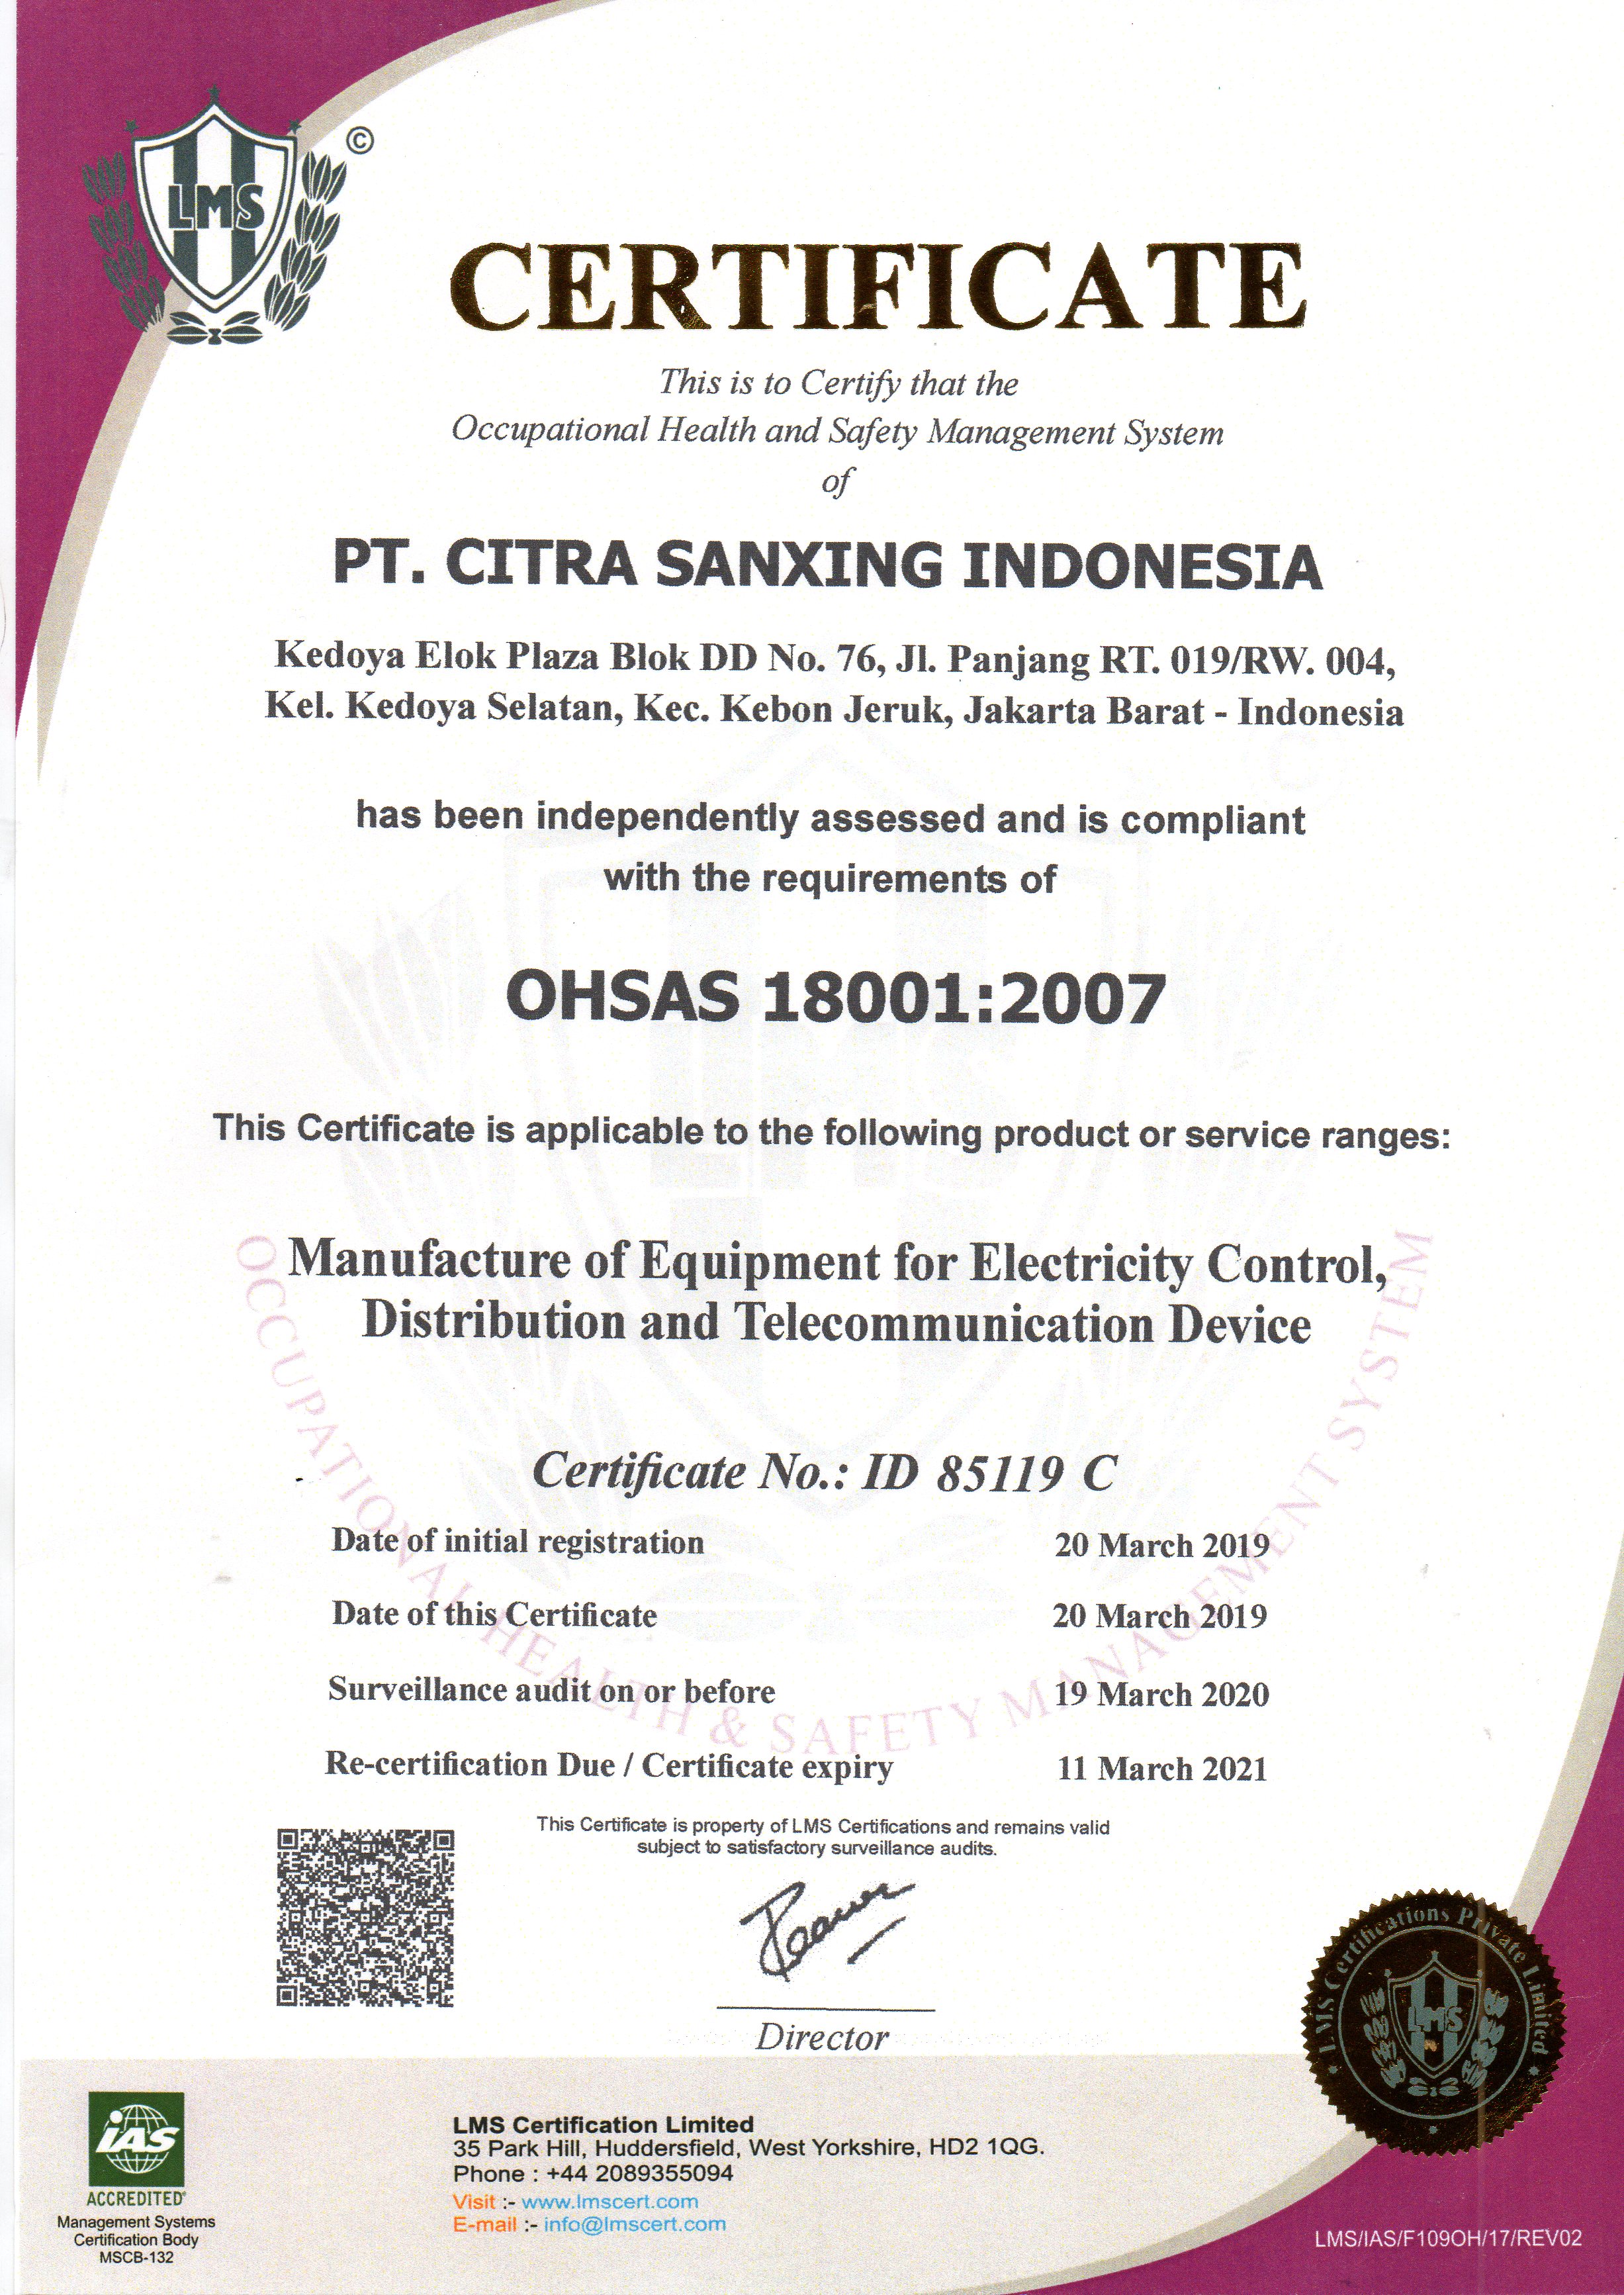 LMS
©
CERTIFICATE
This is to Certify that the
Occupational Health and Safety Management System
of
PT. CITRA SANXING INDONESIA
Kedoya Elok Plaza Blok DD No. 76, Jl. Panjang RT. 019/RW. 004,
Kel. Kedoya Selatan, Kec. Kebon Jeruk, Jakarta Barat - Indonesia
has been independently assessed and is compliant
with the requirements of
OHSAS 18001:2007
This Certificate is applicable to the following product or service ranges:
Manufacture of Equipment for Electricity Control,
Distribution and Telecommunication Device
OCCUPATIONAL HEALTH & SAFETY MANAGEMENT SYSTEM
Certificate No.: ID 85119 C
Date of initial registration 20 March 2019
Date of this Certificate 20 March 2019
Surveillance audit on or before 19 March 2020
Re-certification Due / Certificate expiry 11 March 2021
This Certificate is property of LMS Certifications and remains valid
subject to satisfactory surveillance audits.
Director
LMS Certifications Private Limited
LMS
iAS
ACCREDITED
Management Systems
Certification Body
MSCB-132
LMS Certification Limited
35 Park Hill, Huddersfield, West Yorkshire, HD2 1QG.
Phone : +44 2089355094
Visit :- www.lmscert.com
E-mail :- info@lmscert.com
LMS/IAS/F109OH/17/REV02